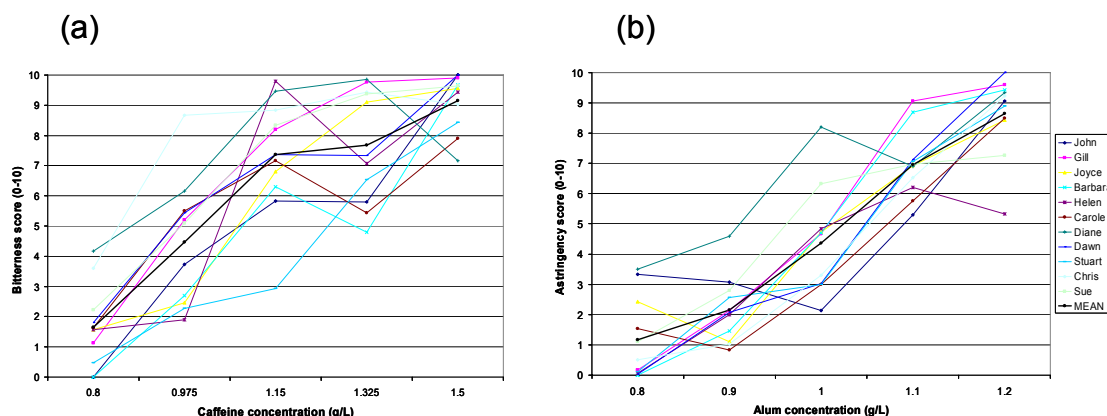 (a)
(b)
Bitterness score (0-10)
10
9
8
7
6
5
4
3
2
1
0
0.8 0.975 1.15 1.325 1.5
Caffeine concentration (g/L)
Astringency score (0-10)
10
9
8
7
6
5
4
3
2
1
0
0.8 0.9 1 1.1 1.2
Alum concentration (g/L)
John
Gill
Joyce
Barbara
Helen
Carole
Diane
Dawn
Stuart
Chris
Sue
MEAN